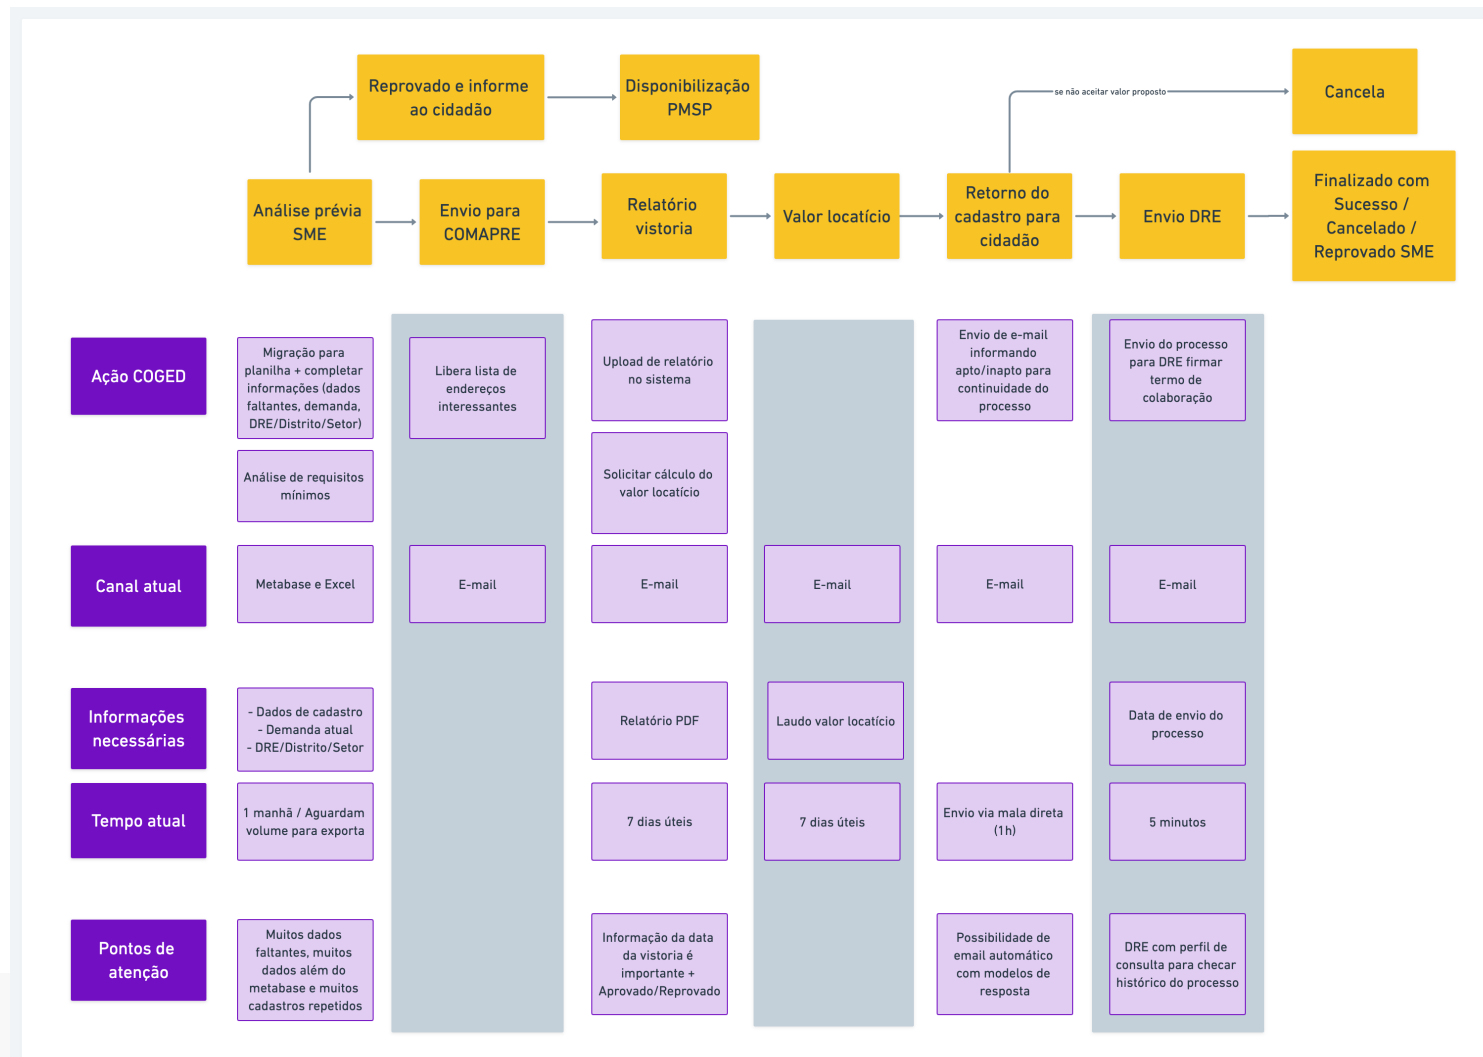 Reprovado e informe
ao cidadão
Disponibilização
PMSP
se não aceitar valor proposto
Cancela
Análise prévia
SME
Envio para
COMAPRE
Relatório
vistoria
Valor locatício
Retorno do
cadastro para
cidadão
Envio DRE
Finalizado com
Sucesso /
Cancelado /
Reprovado SME
Ação COGED
Migração para
planilha + completar
informações (dados
faltantes, demanda,
DRE/Distrito/Setor)
Libera lista de
endereços
interessantes
Upload de relatório
no sistema
Envio de e-mail
informando
apto/inapto para
continuidade do
processo
Envio do processo
para DRE firmar
termo de
colaboração
Análise de requisitos
mínimos
Solicitar cálculo do
valor locatício
Canal atual
Metabase e Excel
E-mail
E-mail
E-mail
E-mail
E-mail
Informações
necessárias
- Dados de cadastro
- Demanda atual
- DRE/Distrito/Setor
Relatório PDF
Laudo valor locatício
Data de envio do
processo
Tempo atual
1 manhã / Aguardam
volume para exporta
7 dias úteis
7 dias úteis
Envio via mala direta
(1h)
5 minutos
Pontos de
atenção
Muitos dados
faltantes, muitos
dados além do
metabase e muitos
cadastros repetidos
Informação da data
da vistoria é
importante +
Aprovado/Reprovado
Possibilidade de
email automático
com modelos de
resposta
DRE com perfil de
consulta para checar
histórico do processo